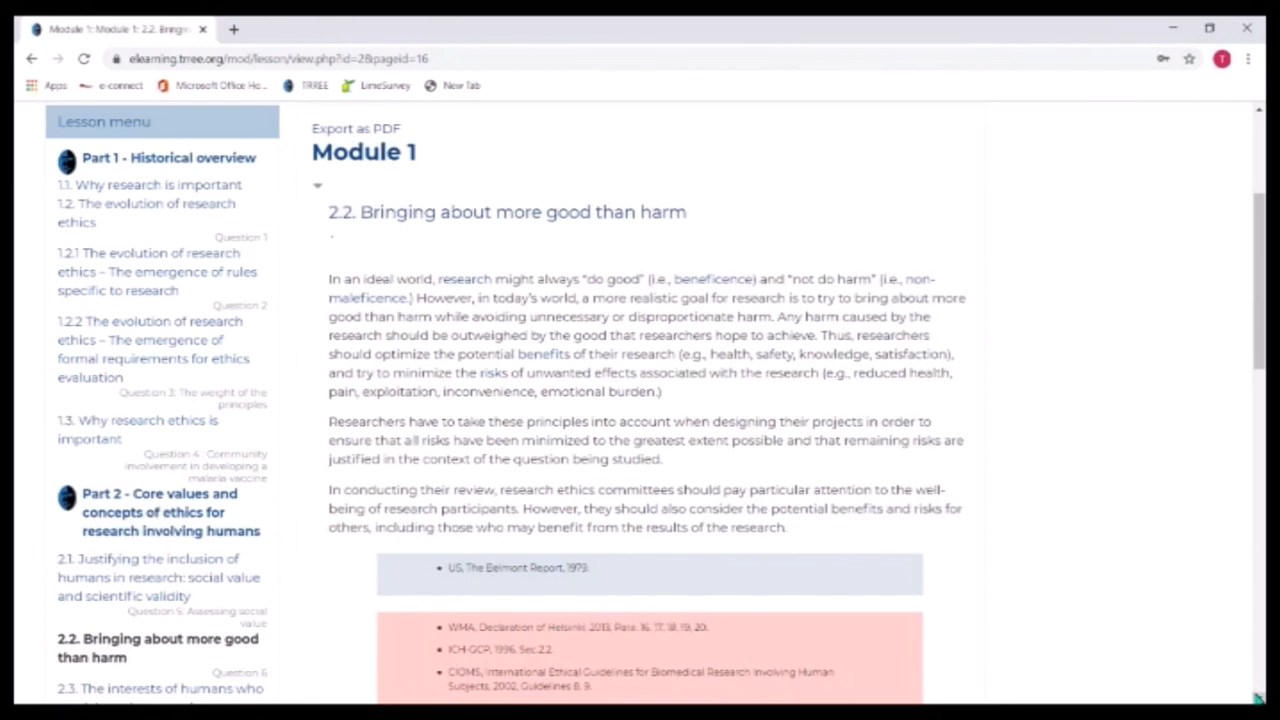 Module 1: Module 1: 2.2. Bringin
elearning.trree.org/mod/lesson/view.php?id=2&pageid=16
T
Apps e-connect Microsoft Office Ho... TRREE LimeSurvey New Tab
Lesson menu
Part 1 - Historical overview
1.1. Why research is important
1.2. The evolution of research
ethics
Question 1
1.2.1 The evolution of research
ethics – The emergence of rules
specific to research
Question 2
1.2.2 The evolution of research
ethics – The emergence of
formal requirements for ethics
evaluation
Question 3: The weight of the
principles
1.3. Why research ethics is
important
Question 4 : Community
involvement in developing a
malaria vaccine
Part 2 - Core values and
concepts of ethics for
research involving humans
2.1. Justifying the inclusion of
humans in research: social value
and scientific validity
Question 5: Assessing social
value
2.2. Bringing about more good
than harm
Question 6
2.3. The interests of humans who
Export as PDF
Module 1
2.2. Bringing about more good than harm
In an ideal world, research might always “do good” (i.e., beneficence) and “not do harm” (i.e., non-
maleficence.) However, in today’s world, a more realistic goal for research is to try to bring about more
good than harm while avoiding unnecessary or disproportionate harm. Any harm caused by the
research should be outweighed by the good that researchers hope to achieve. Thus, researchers
should optimize the potential benefits of their research (e.g., health, safety, knowledge, satisfaction),
and try to minimize the risks of unwanted effects associated with the research (e.g., reduced health,
pain, exploitation, inconvenience, emotional burden.)
Researchers have to take these principles into account when designing their projects in order to
ensure that all risks have been minimized to the greatest extent possible and that remaining risks are
justified in the context of the question being studied.
In conducting their review, research ethics committees should pay particular attention to the well-
being of research participants. However, they should also consider the potential benefits and risks for
others, including those who may benefit from the results of the research.
• US, The Belmont Report, 1979.
• WMA, Declaration of Helsinki, 2013, Para. 16, 17, 18, 19, 20.
• ICH-GCP, 1996, Sec.2.2.
• CIOMS, International Ethical Guidelines for Biomedical Research Involving Human
Subjects, 2002, Guidelines 8, 9.